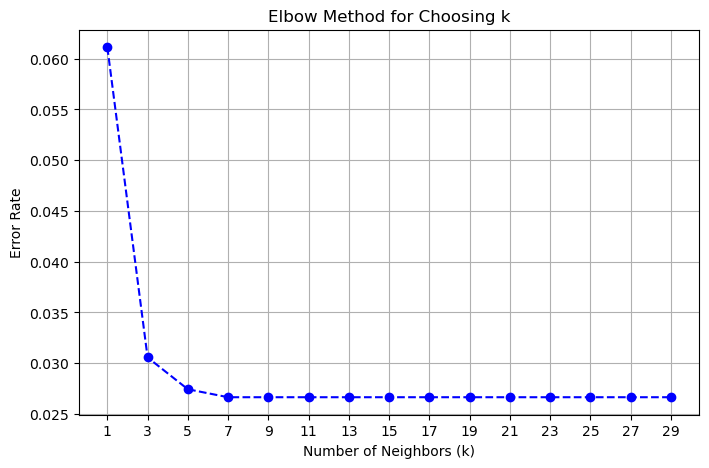 Elbow Method for Choosing k
Error Rate
0.060
0.055
0.050
0.045
0.040
0.035
0.030
0.025
1 3 5 7 9 11 13 15 17 19 21 23 25 27 29
Number of Neighbors (k)